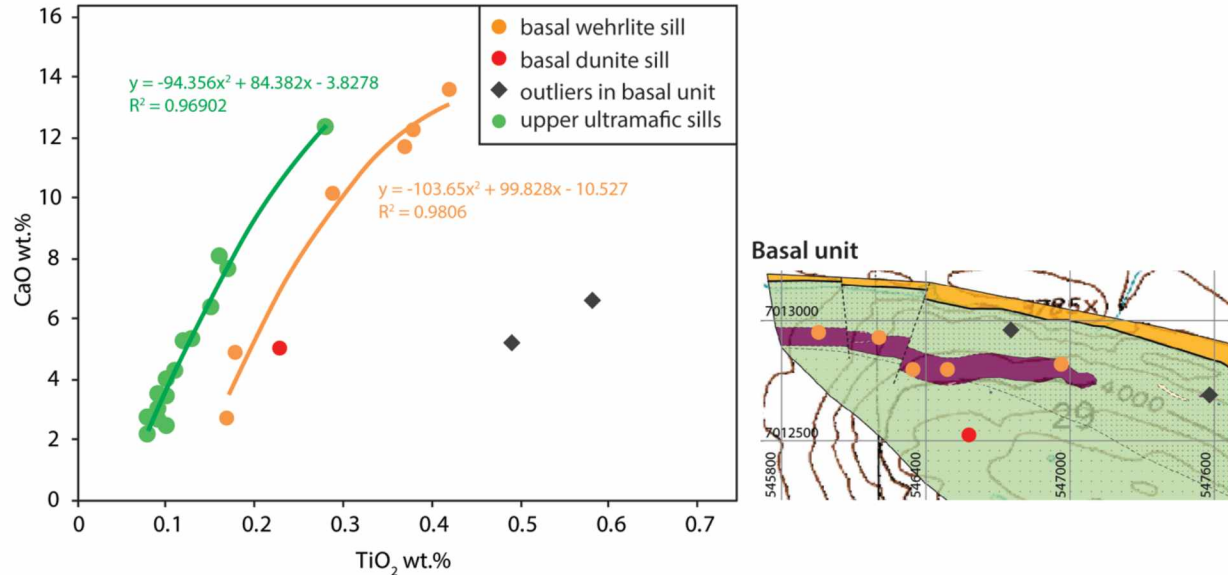 16
14
12
10
8
6
4
2
0
CaO wt.%
0
0.1
0.2
0.3
0.4
0.5
0.6
0.7
TiO₂ wt.%
basal wehrlite sill
basal dunite sill
outliers in basal unit
upper ultramafic sills
y = -94.356x² + 84.382x - 3.8278
R² = 0.96902
y = -103.65x² + 99.828x - 10.527
R² = 0.9806
Basal unit
3785X
7013000
4000
29
7012500
545800
546400
547000
547600